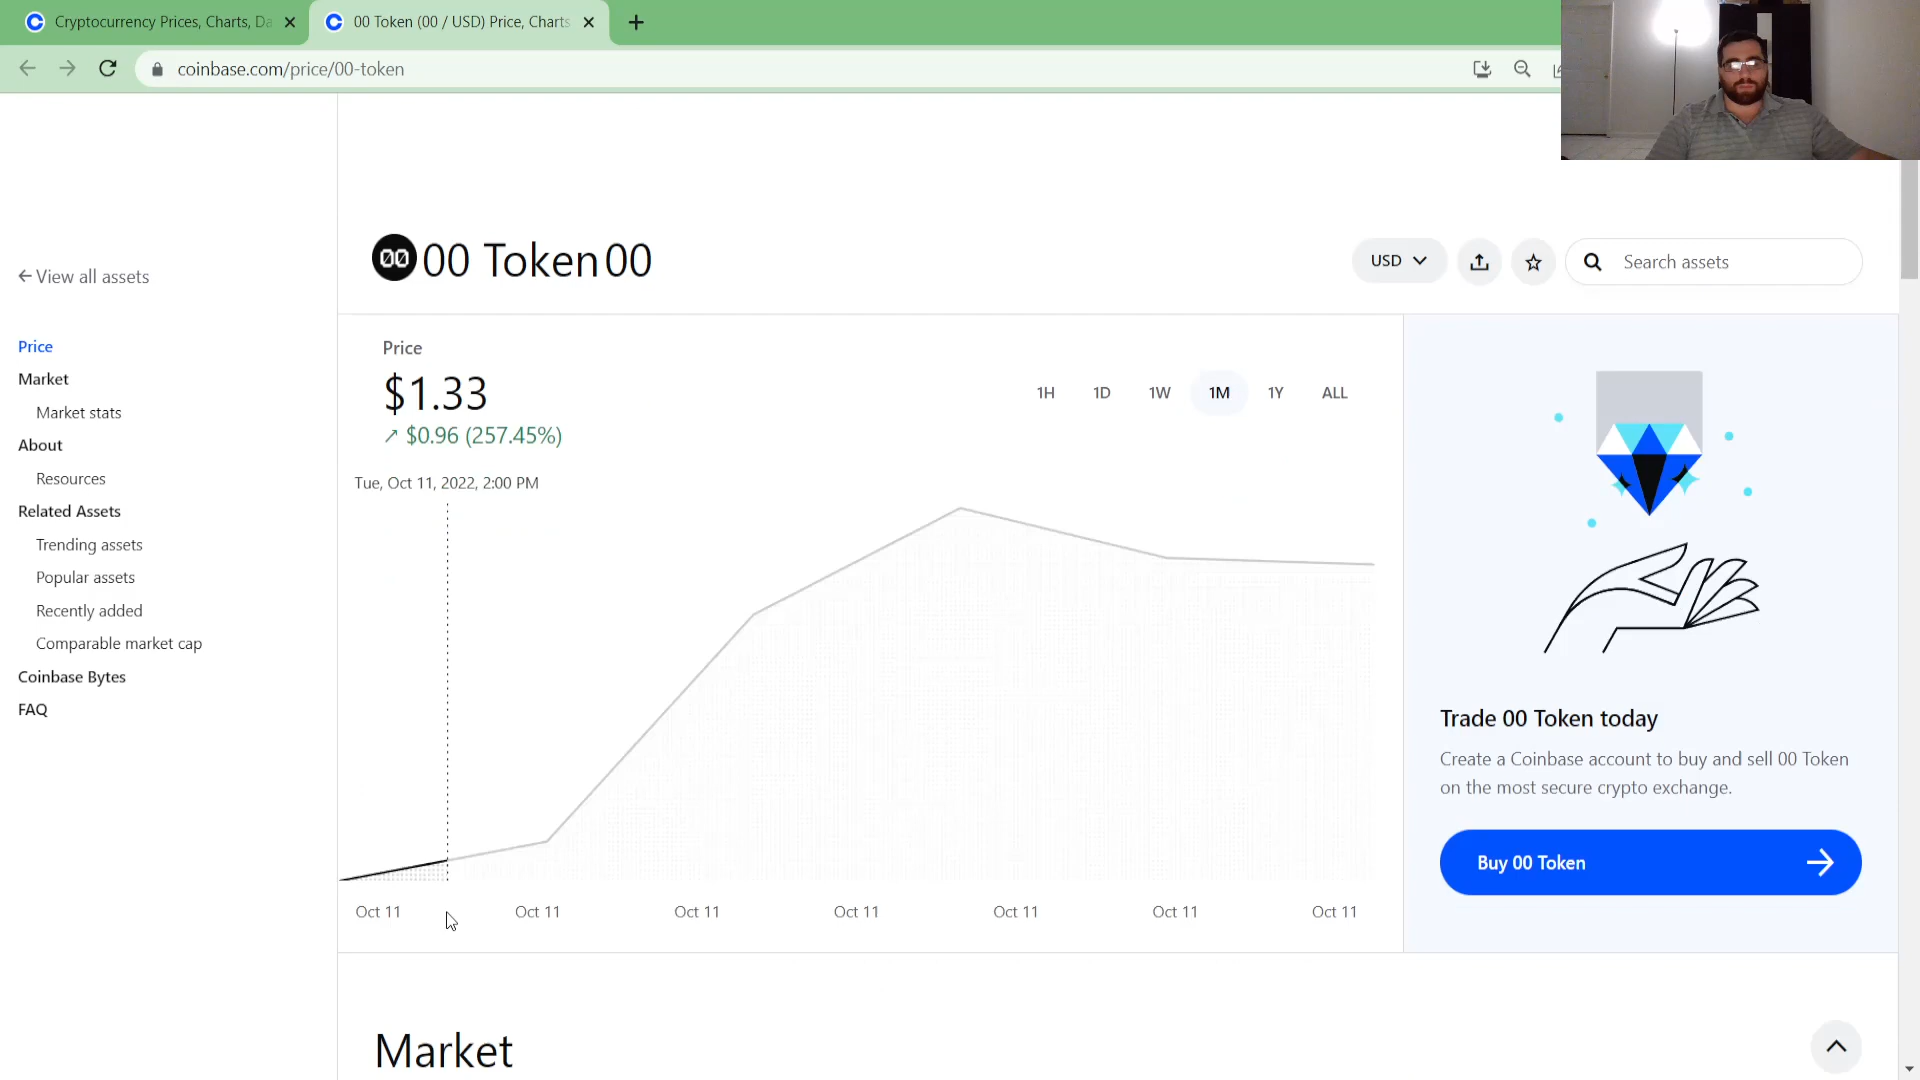 Cryptocurrency Prices, Charts, Da
00 Token (00 / USD) Price, Charts
coinbase.com/price/00-token
00 00 Token 00
USD
Search assets
View all assets
Price
Market
Market stats
About
Resources
Related Assets
Trending assets
Popular assets
Recently added
Comparable market cap
Coinbase Bytes
FAQ
Price
$1.33
↗ $0.96 (257.45%)
1H 1D 1W 1M 1Y ALL
Tue, Oct 11, 2022, 2:00 PM
Oct 11 Oct 11 Oct 11 Oct 11 Oct 11 Oct 11 Oct 11
Trade 00 Token today
Create a Coinbase account to buy and sell 00 Token
on the most secure crypto exchange.
Buy 00 Token
Market